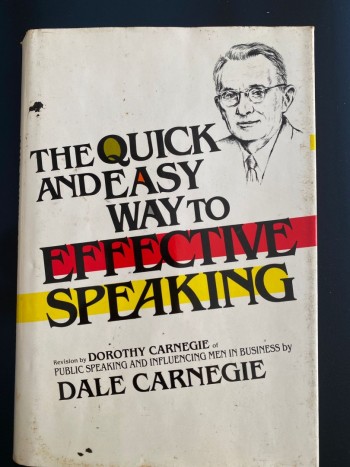 THE QUICK
AND EASY
WAY TO
EFFECTIVE
SPEAKING
Revision by DOROTHY CARNEGIE of
PUBLIC SPEAKING AND INFLUENCING MEN IN BUSINESS by
DALE CARNEGIE